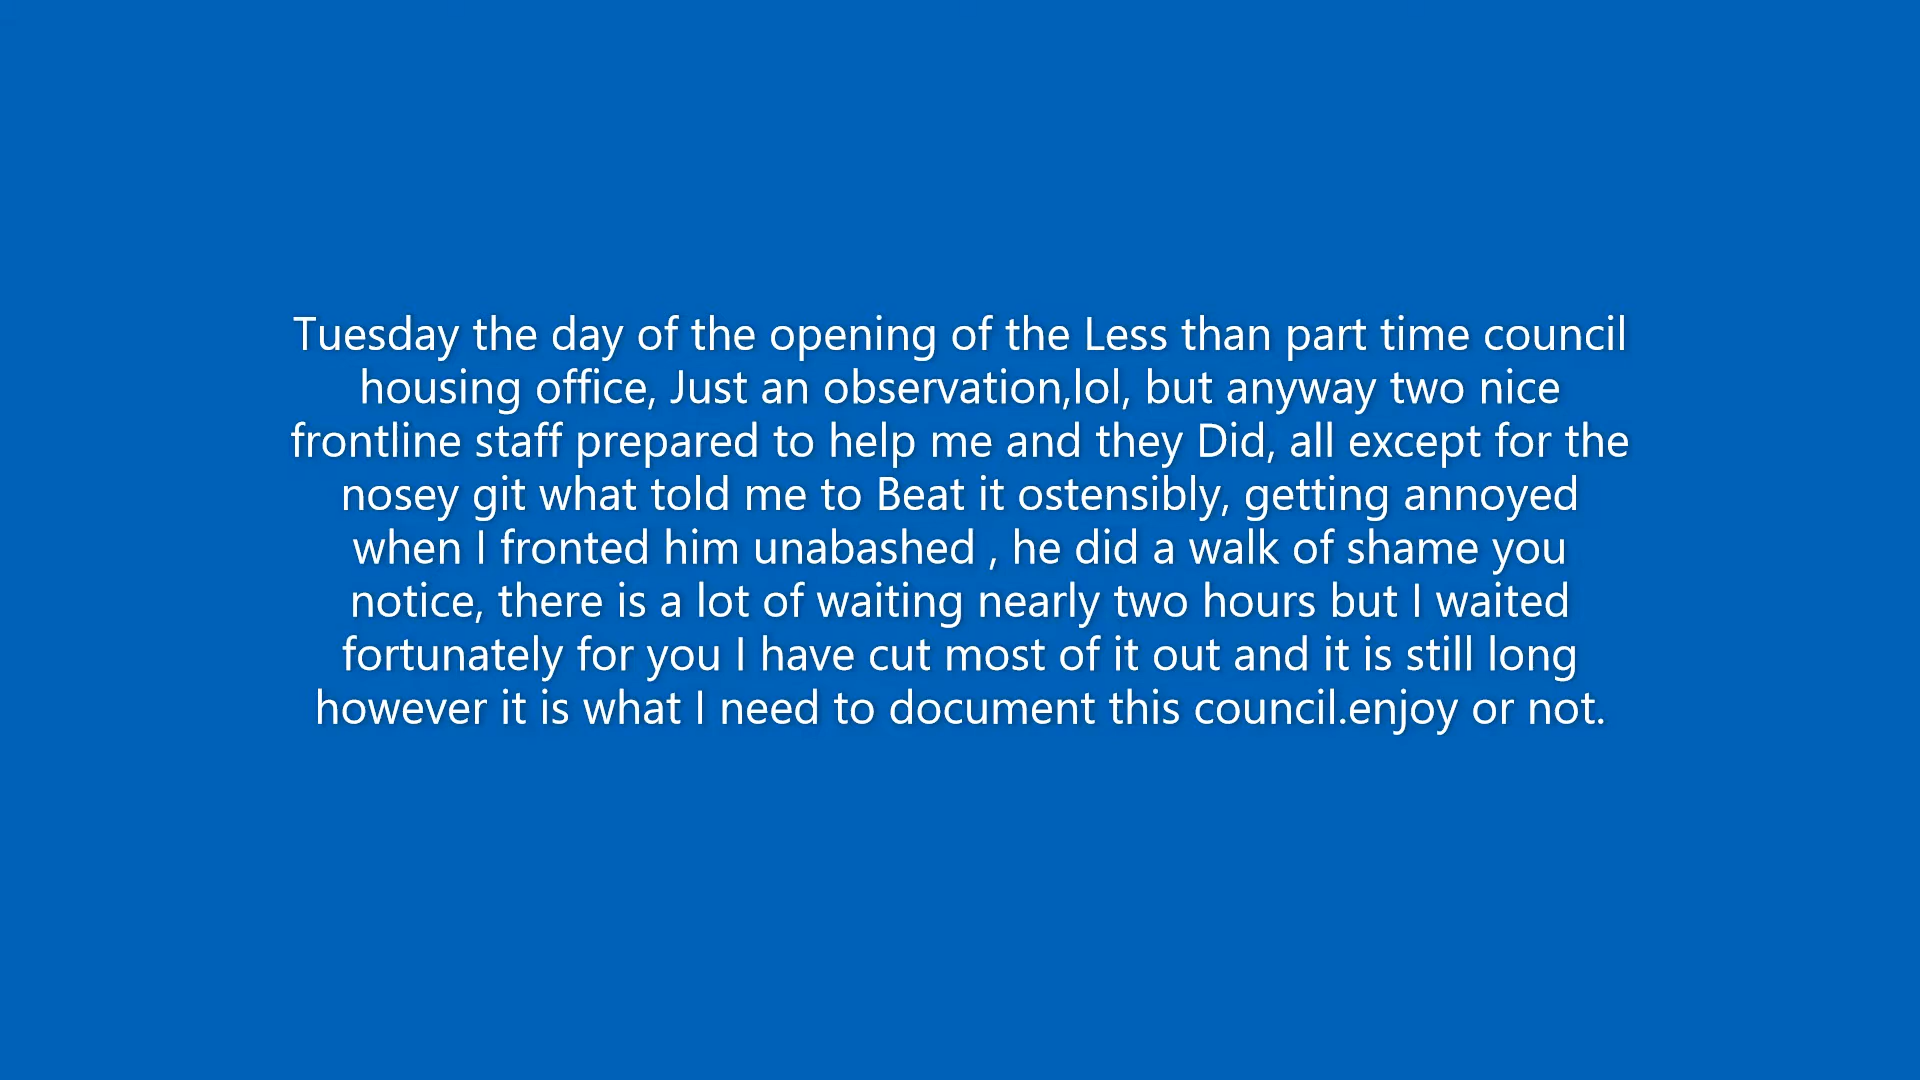 Tuesday the day of the opening of the Less than part time council
housing office, Just an observation,lol, but anyway two nice
frontline staff prepared to help me and they Did, all except for the
nosey git what told me to Beat it ostensibly, getting annoyed
when I fronted him unabashed , he did a walk of shame you
notice, there is a lot of waiting nearly two hours but I waited
fortunately for you I have cut most of it out and it is still long
however it is what I need to document this council.enjoy or not.